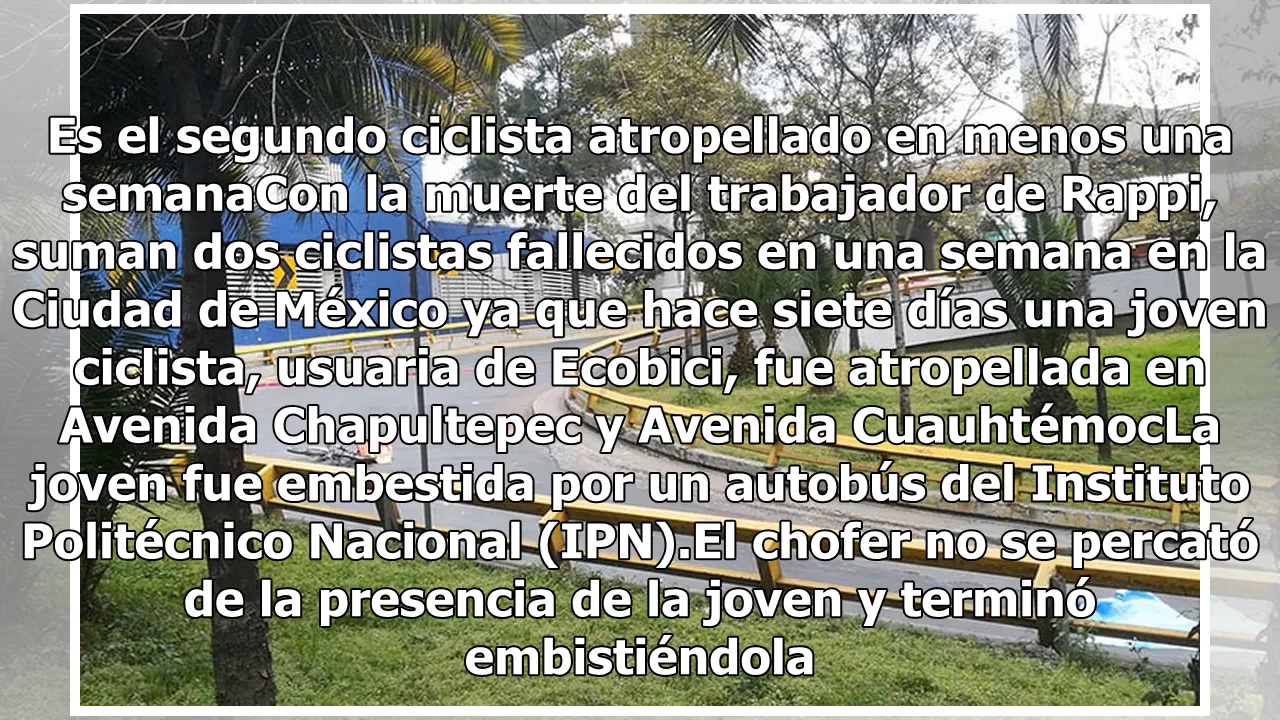 Es el segundo ciclista atropellado en menos una
semanaCon la muerte del trabajador de Rappi,
suman dos ciclistas fallecidos en una semana en la
Ciudad de México ya que hace siete días una joven
ciclista, usuaria de Ecobici, fue atropellada en
Avenida Chapultepec y Avenida CuauhtémocLa
joven fue embestida por un autobús del Instituto
Politécnico Nacional (IPN).El chofer no se percató
de la presencia de la joven y terminó
embistiéndola